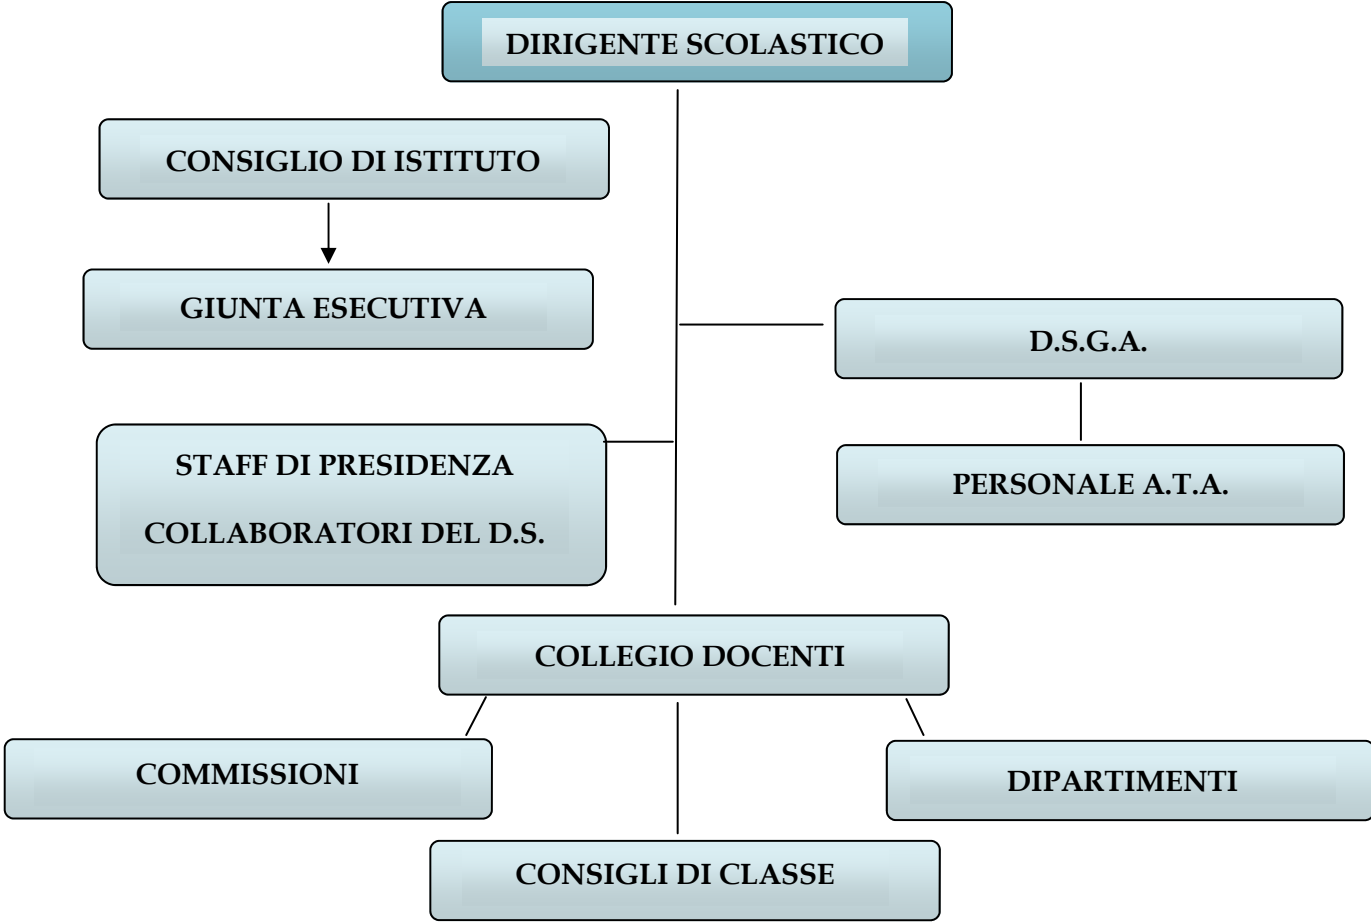 DIRIGENTE SCOLASTICO
CONSIGLIO DI ISTITUTO
GIUNTA ESECUTIVA
D.S.G.A.
STAFF DI PRESIDENZA
COLLABORATORI DEL D.S.
PERSONALE A.T.A.
COLLEGIO DOCENTI
COMMISSIONI
DIPARTIMENTI
CONSIGLI DI CLASSE